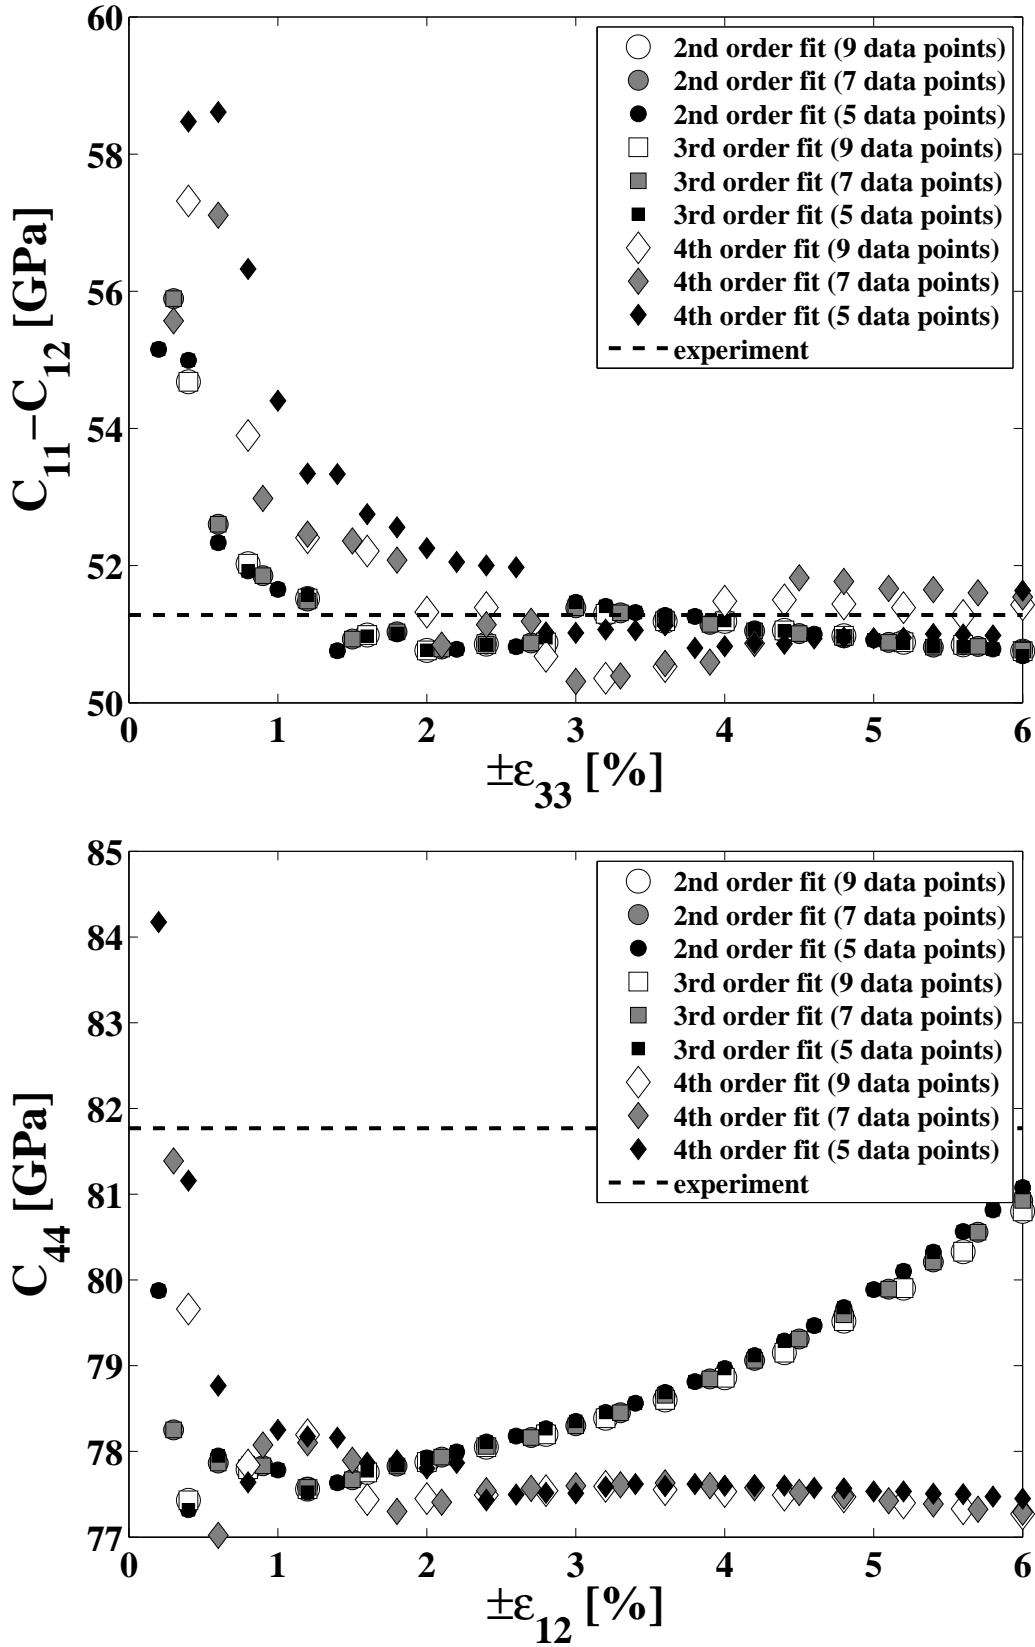 60
58
56
54
52
50
C11−C12 [GPa]
2nd order fit (9 data points)
2nd order fit (7 data points)
2nd order fit (5 data points)
3rd order fit (9 data points)
3rd order fit (7 data points)
3rd order fit (5 data points)
4th order fit (9 data points)
4th order fit (7 data points)
4th order fit (5 data points)
experiment
0 1 2 3 4 5 6
±ε33 [%]
85
84
83
82
81
80
79
78
77
C44 [GPa]
2nd order fit (9 data points)
2nd order fit (7 data points)
2nd order fit (5 data points)
3rd order fit (9 data points)
3rd order fit (7 data points)
3rd order fit (5 data points)
4th order fit (9 data points)
4th order fit (7 data points)
4th order fit (5 data points)
experiment
0 1 2 3 4 5 6
±ε12 [%]